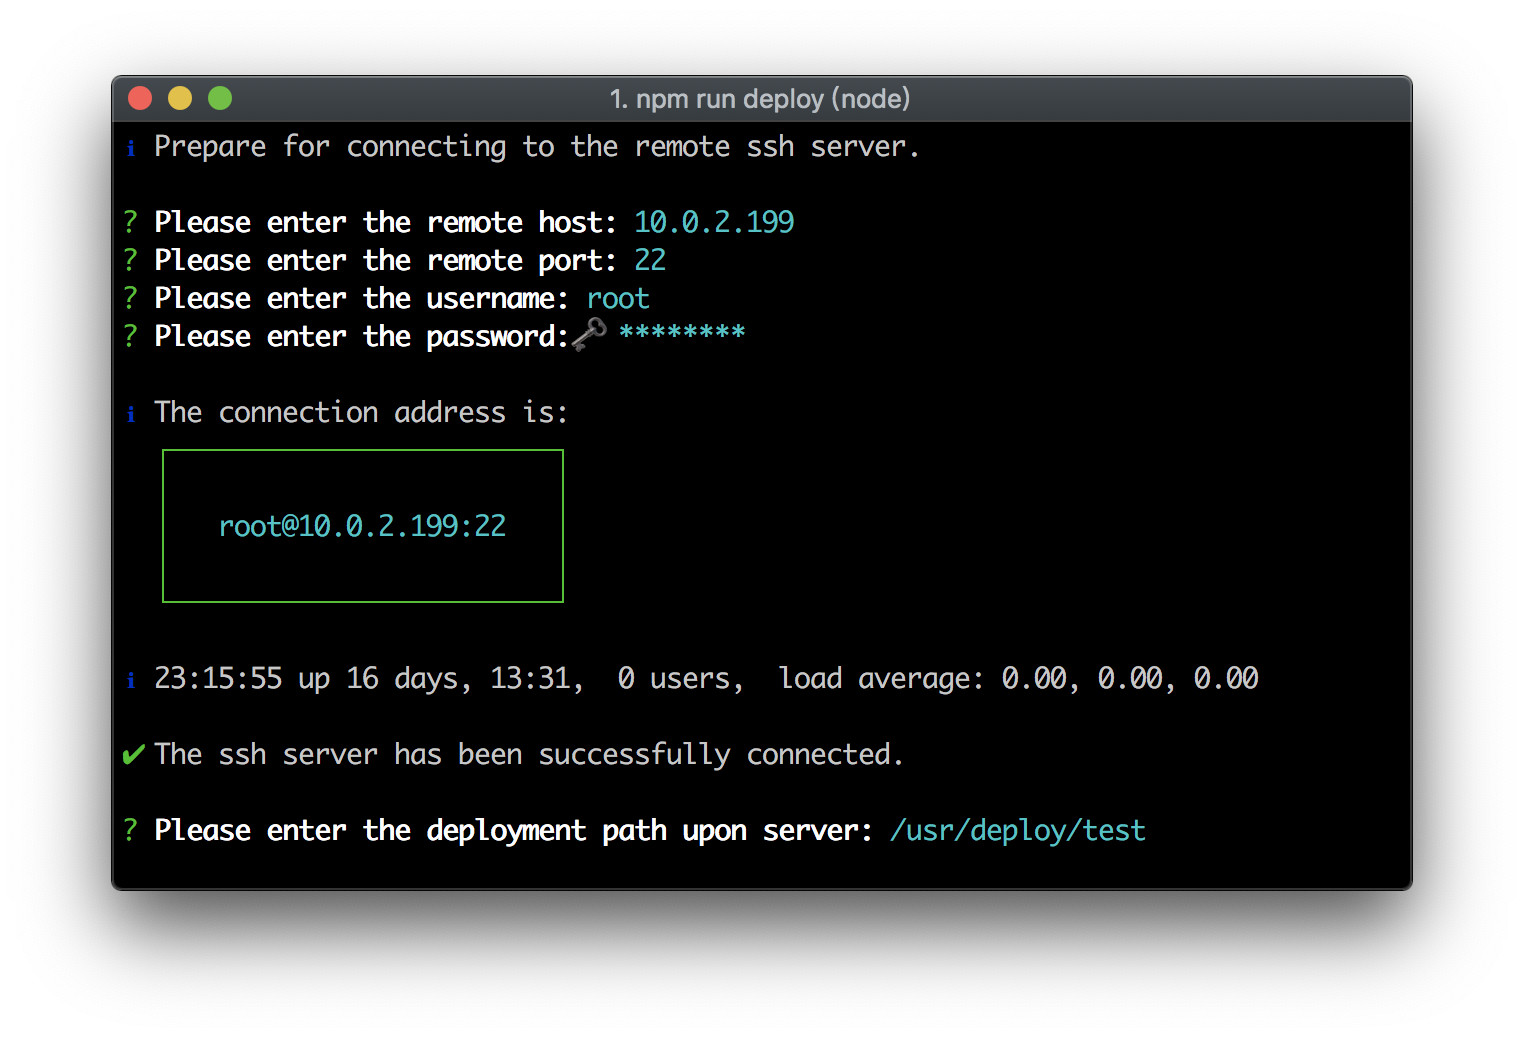 1. npm run deploy (node)
i Prepare for connecting to the remote ssh server.
? Please enter the remote host: 10.0.2.199
? Please enter the remote port: 22
? Please enter the username: root
? Please enter the password: ********
i The connection address is:
root@10.0.2.199:22
i 23:15:55 up 16 days, 13:31,  0 users,  load average: 0.00, 0.00, 0.00
✔ The ssh server has been successfully connected.
? Please enter the deployment path upon server: /usr/deploy/test